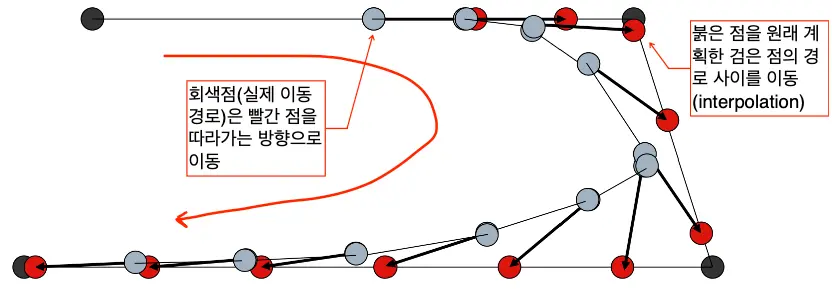 회색점(실제 이동
경로)은 빨간 점을
따라가는 방향으로
이동
붉은 점을 원래 계
획한 검은 점의 경
로 사이를 이동
(interpolation)